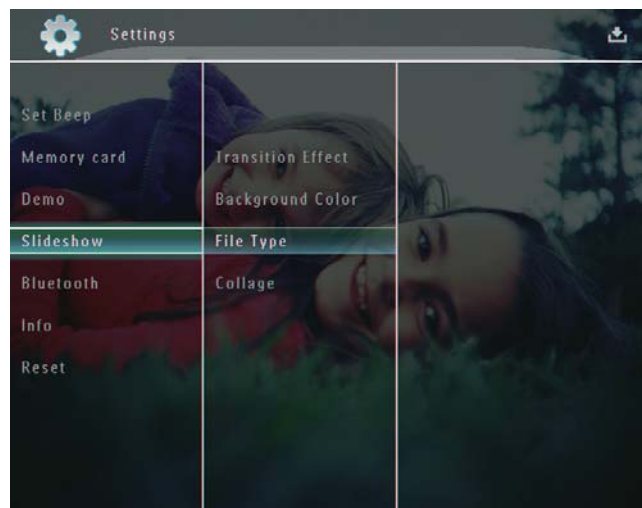 Settings
Set Beep
Memory card
Demo
Slideshow
Bluetooth
Info
Reset
Transition Effect
Background Color
File Type
Collage